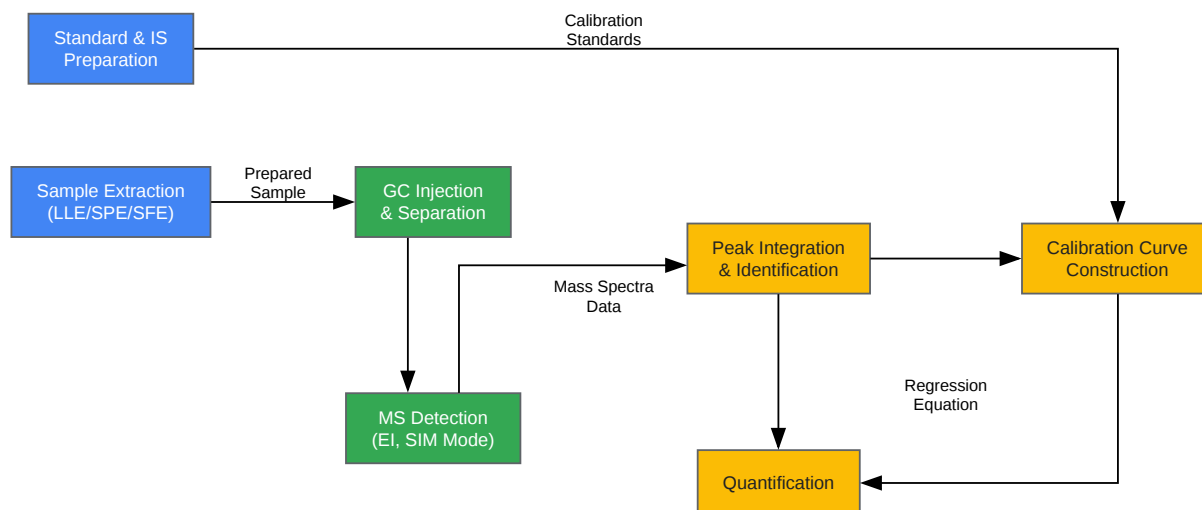 Standard & IS
Preparation
Calibration
Standards
Sample Extraction
(LLE/SPE/SFE)
Prepared
Sample
GC Injection
& Separation
Peak Integration
& Identification
Calibration Curve
Construction
Mass Spectra
Data
MS Detection
(EI, SIM Mode)
Regression
Equation
Quantification